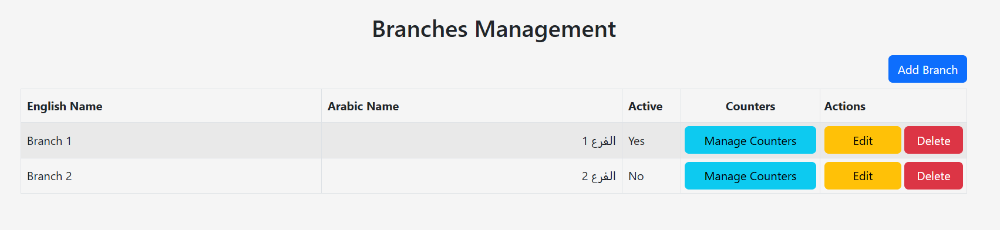 Branches Management
Add Branch
English Name Arabic Name Active Counters Actions
Branch 1 الفرع 1 Yes Manage Counters Edit Delete
Branch 2 الفرع 2 No Manage Counters Edit Delete